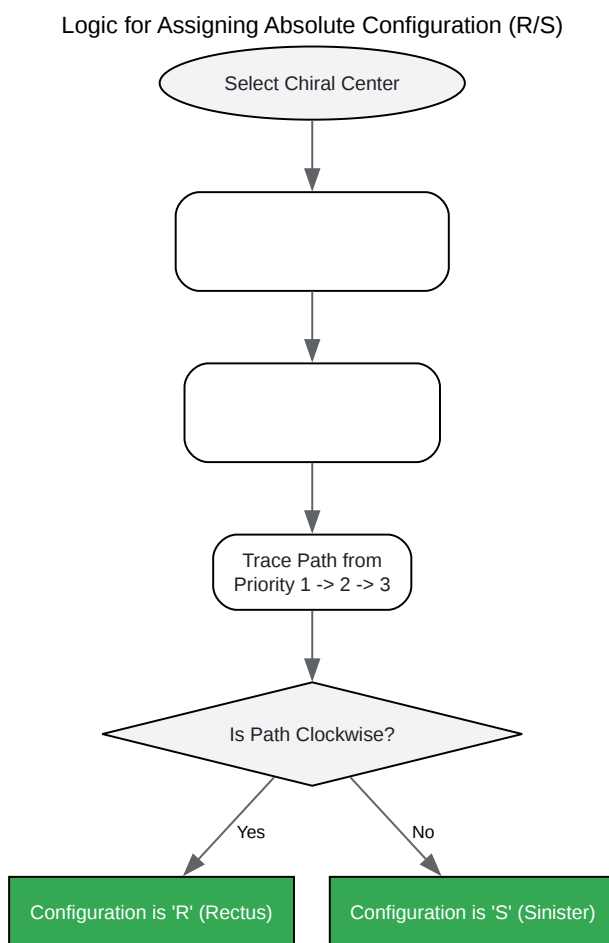 Logic for Assigning Absolute Configuration (R/S)
Select Chiral Center
Trace Path from
Priority 1 -> 2 -> 3
Is Path Clockwise?
Yes
No
Configuration is 'R' (Rectus)
Configuration is 'S' (Sinister)